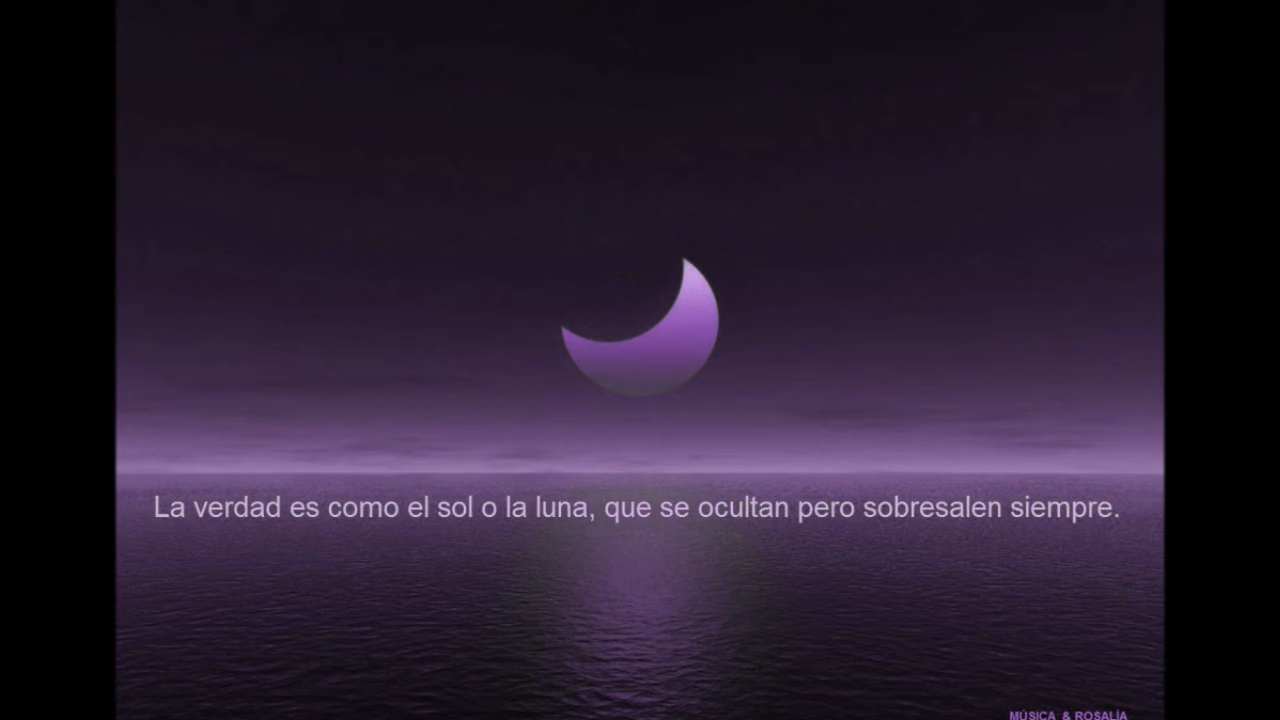 La verdad es como el sol o la luna, que se ocultan pero sobresalen siempre.
MÚSICA & ROSALÍA